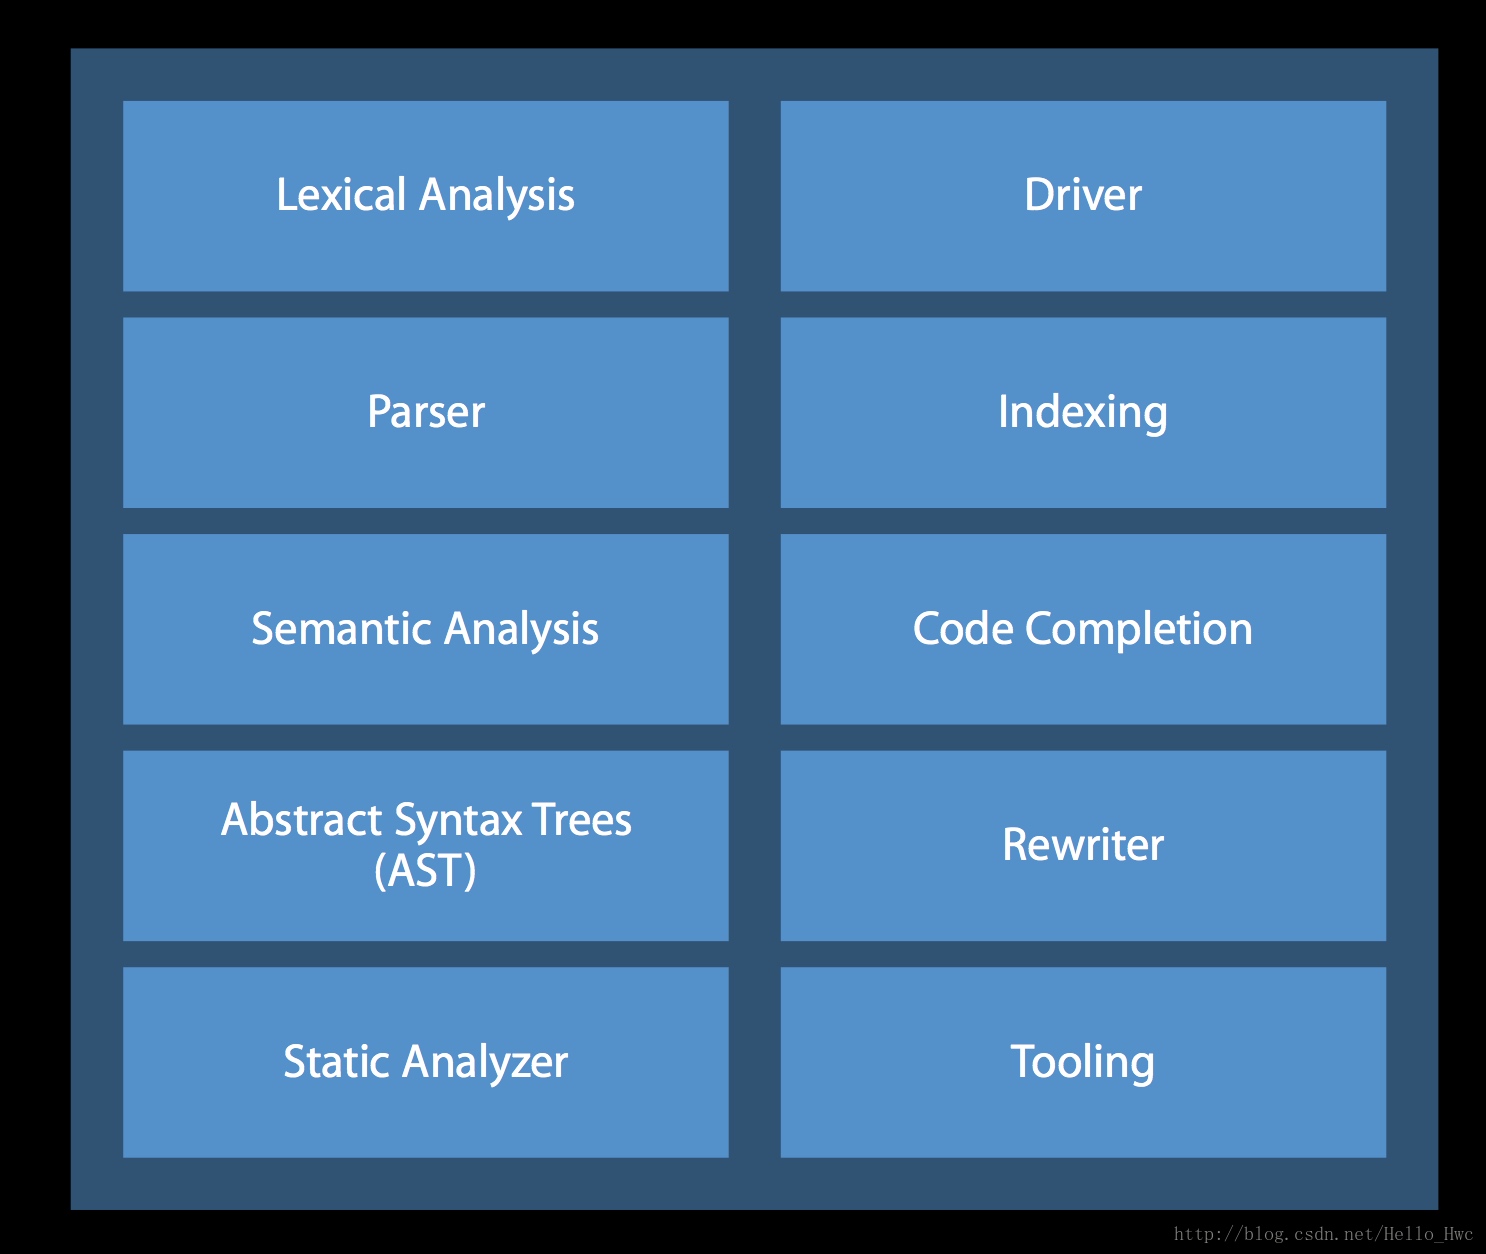 Lexical Analysis
Driver
Parser
Indexing
Semantic Analysis
Code Completion
Abstract Syntax Trees
(AST)
Rewriter
Static Analyzer
Tooling
http://blog.csdn.net/Hello_Hwc